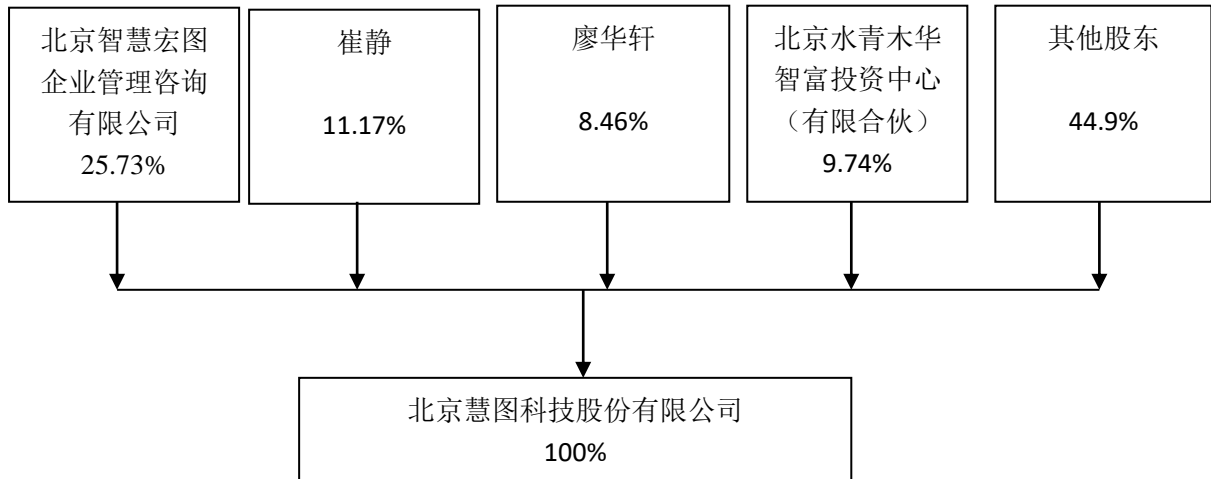 北京智慧宏图
企业管理咨询
有限公司
25.73%
崔静
11.17%
廖华轩
8.46%
北京水青木华
智富投资中心
（有限合伙）
9.74%
其他股东
44.9%
北京慧图科技股份有限公司
100%